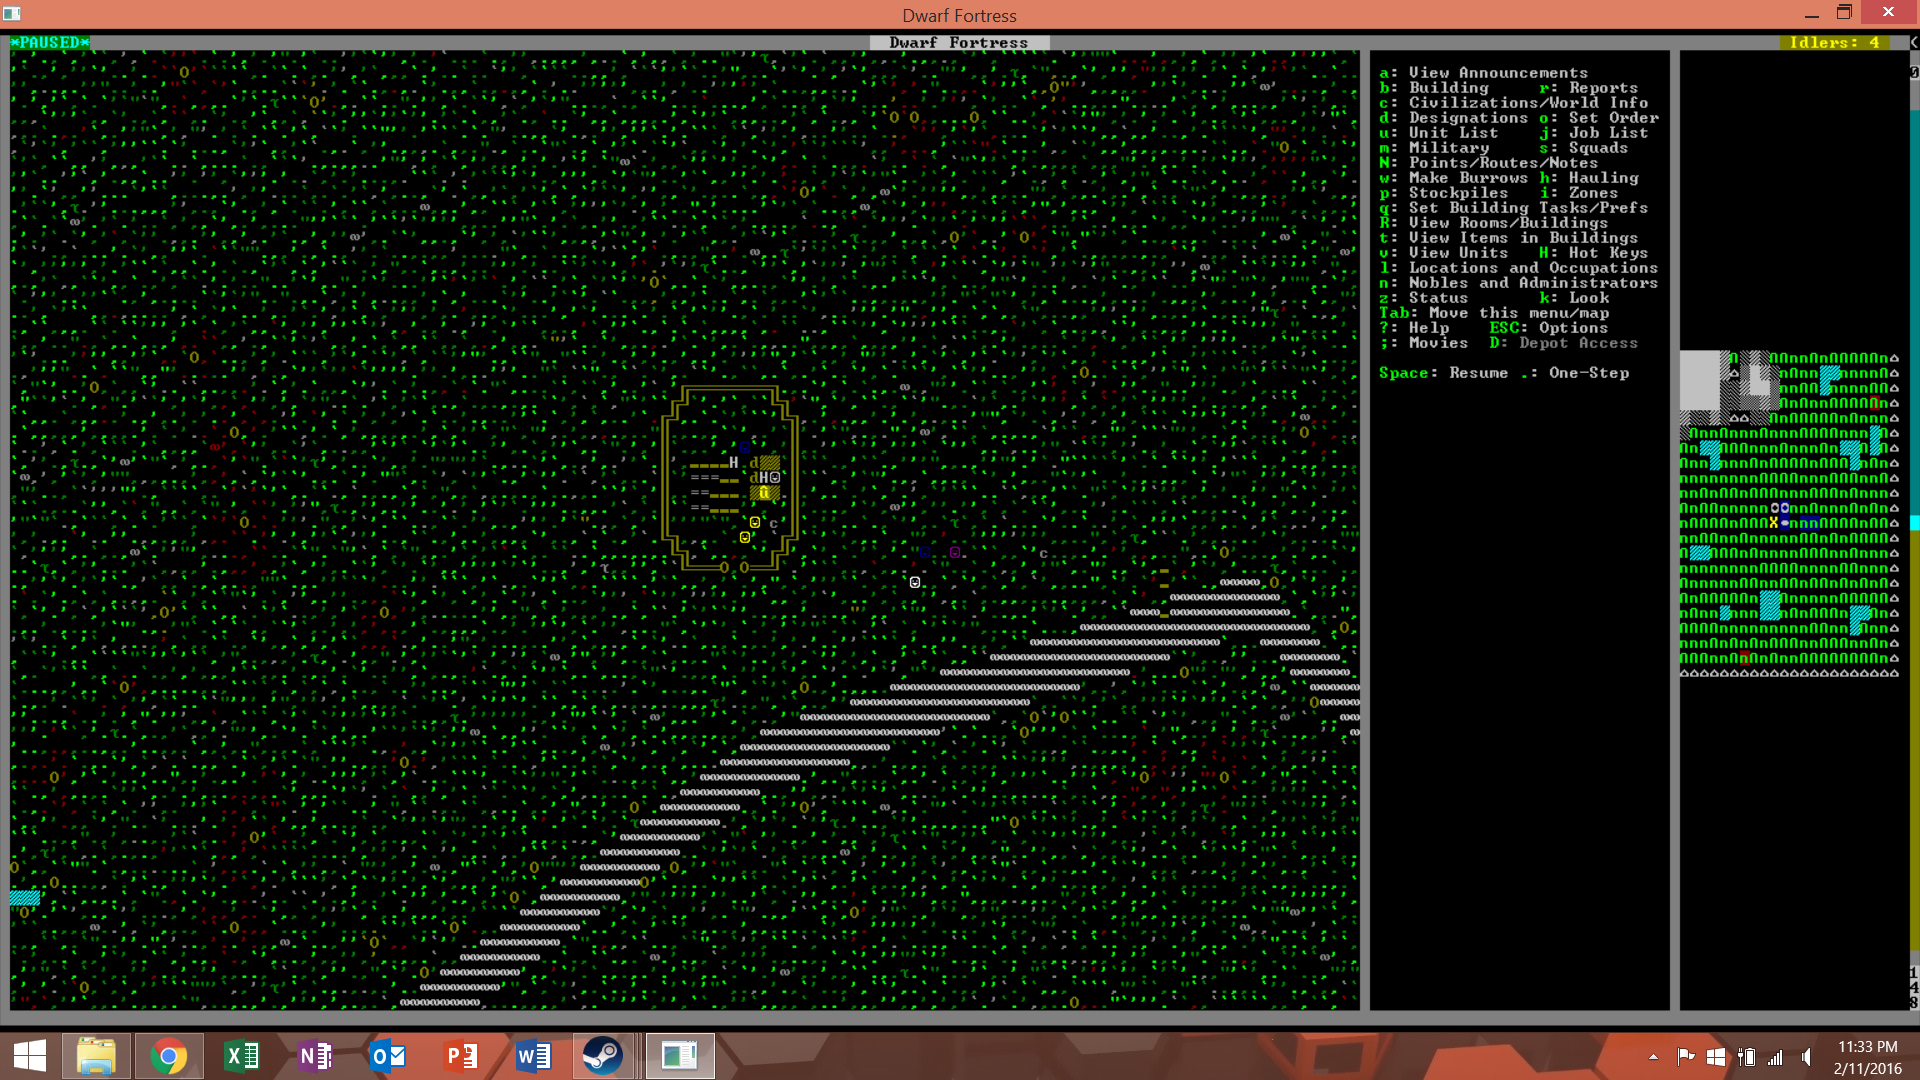 Dwarf Fortress
*PAUSED*
Dwarf Fortress
Idlers: 4
a: View Announcements
b: Building r: Reports
c: Civilizations/World Info
d: Designations o: Set Order
u: Unit List j: Job List
m: Military s: Squads
N: Points/Routes/Notes
w: Make Burrows h: Hauling
p: Stockpiles i: Zones
q: Set Building Tasks/Prefs
R: View Rooms/Buildings
t: View Items in Buildings
v: View Units H: Hot Keys
l: Locations and Occupations
n: Nobles and Administrators
z: Status k: Look
Tab: Move this menu/map
?: Help ESC: Options
;: Movies D: Depot Access
Space: Resume .: One-Step
0
148
11:33 PM
2/11/2016